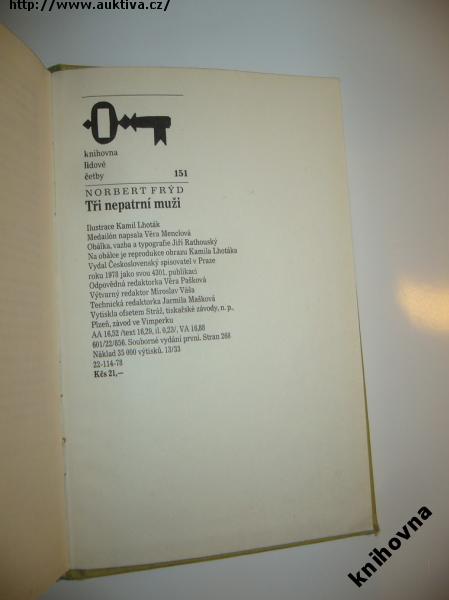 http://www.auktiva.cz/
knihovna
lidové
četby 151
NORBERT FRÝD
Tři nepatrní muži
Ilustrace Kamil Lhoták
Medailón napsala Věra Menclová
Obálka, vazba a typografie Jiří Rathouský
Na obálce je reprodukce obrazu Kamila Lhotáka
Vydal Československý spisovatel v Praze
roku 1978 jako svou 4301. publikaci
Odpovědná redaktorka Věra Pašková
Výtvarný redaktor Miroslav Váša
Technická redaktorka Jarmila Mašková
Vytiskla ofsetem Stráž, tiskařské závody, n. p.,
Plzeň, závod ve Vimperku
AA 16,52 /text 16,29, il. 0,23/, VA 16,88
601/22/856. Souborné vydání první. Stran 268
Náklad 35 000 výtisků. 13/33
22-114-78
Kčs 21,—
knihovna